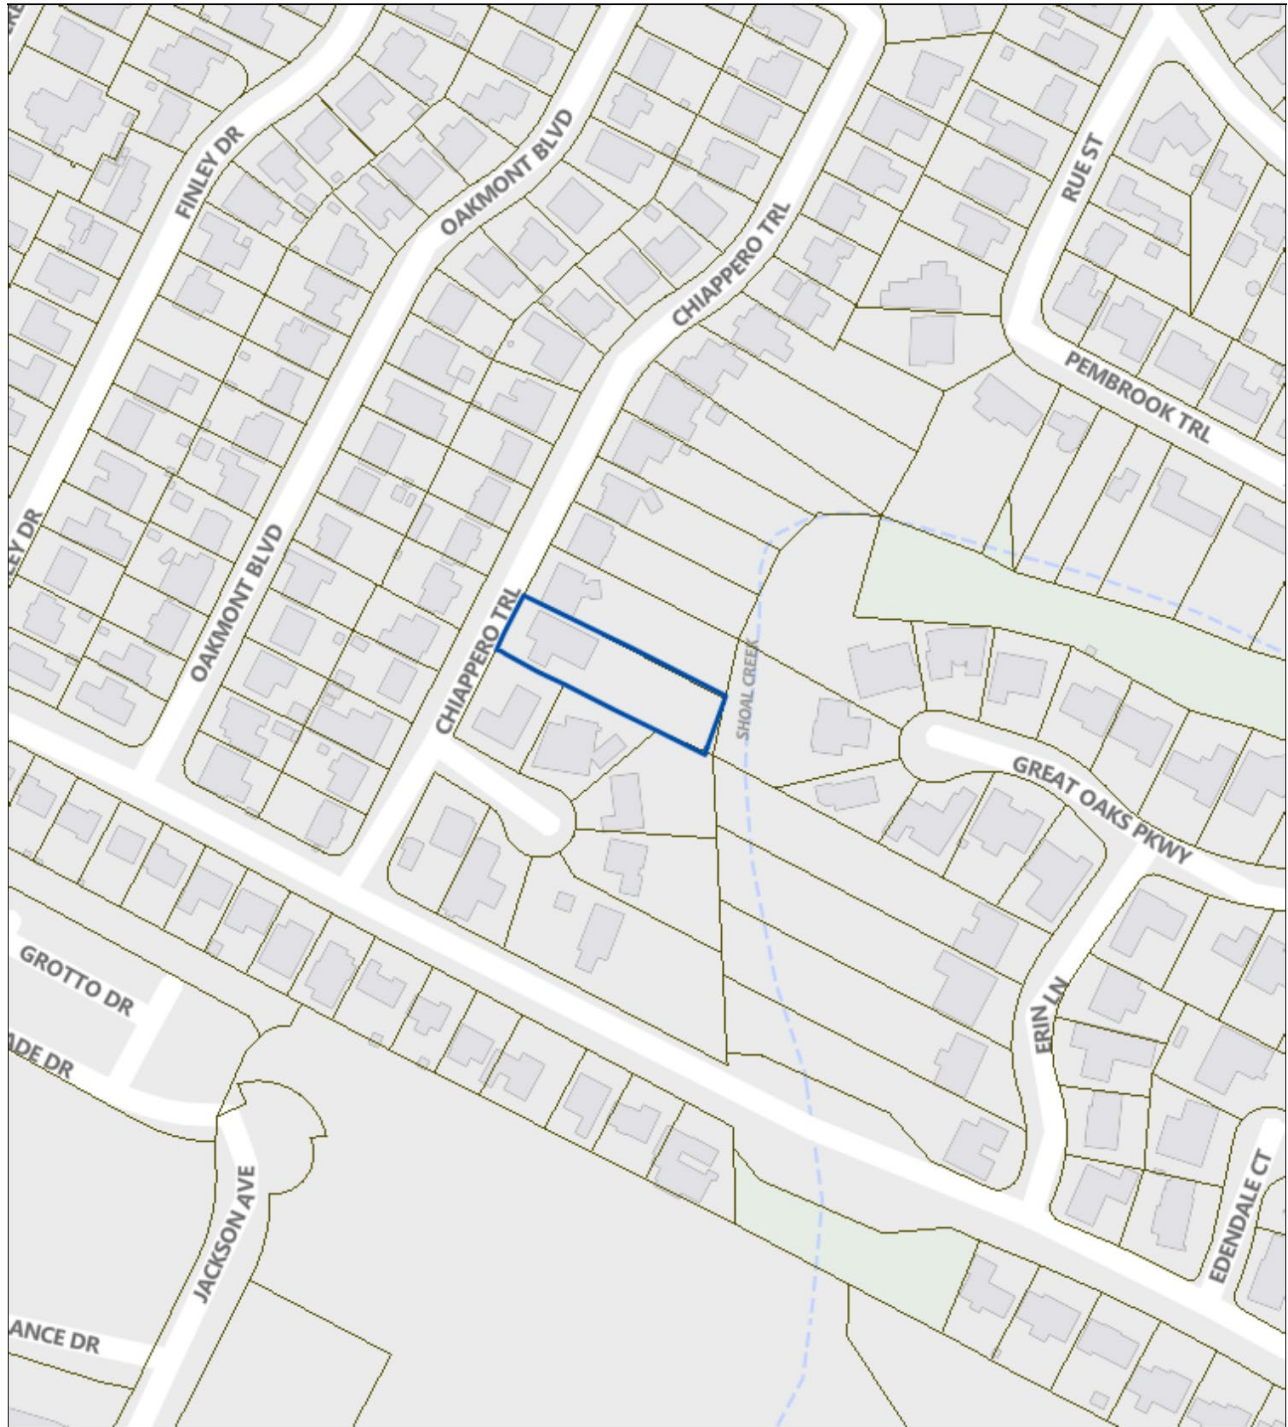 FINLEY DR
OAKMONT BLVD
RUE ST
CHIAPPERO TRL
PEMBROOK TRL
LEY DR
OAKMONT BLVD
CHIAPPERO TRL
SHOAL CREEK
GREAT OAKS PKWY
GROTTO DR
ADE DR
ERIN LN
JACKSON AVE
EDENDALE CT
ANCE DR